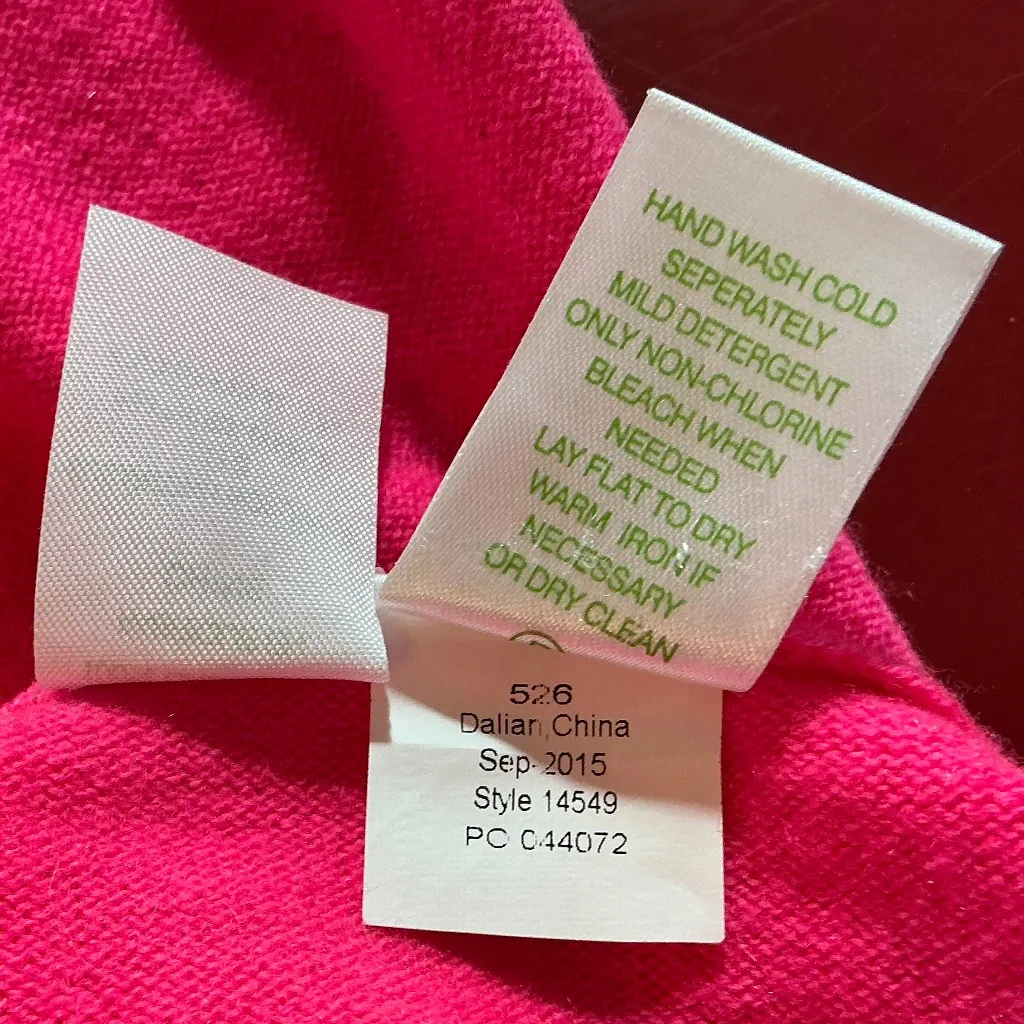 HAND WASH COLD
SEPERATELY
MILD DETERGENT
ONLY NON-CHLORINE
BLEACH WHEN
NEEDED
LAY FLAT TO DRY
WARM IRON IF
NECESSARY
OR DRY CLEAN
526
Dalian,China
Sep-2015
Style 14549
PO 044072